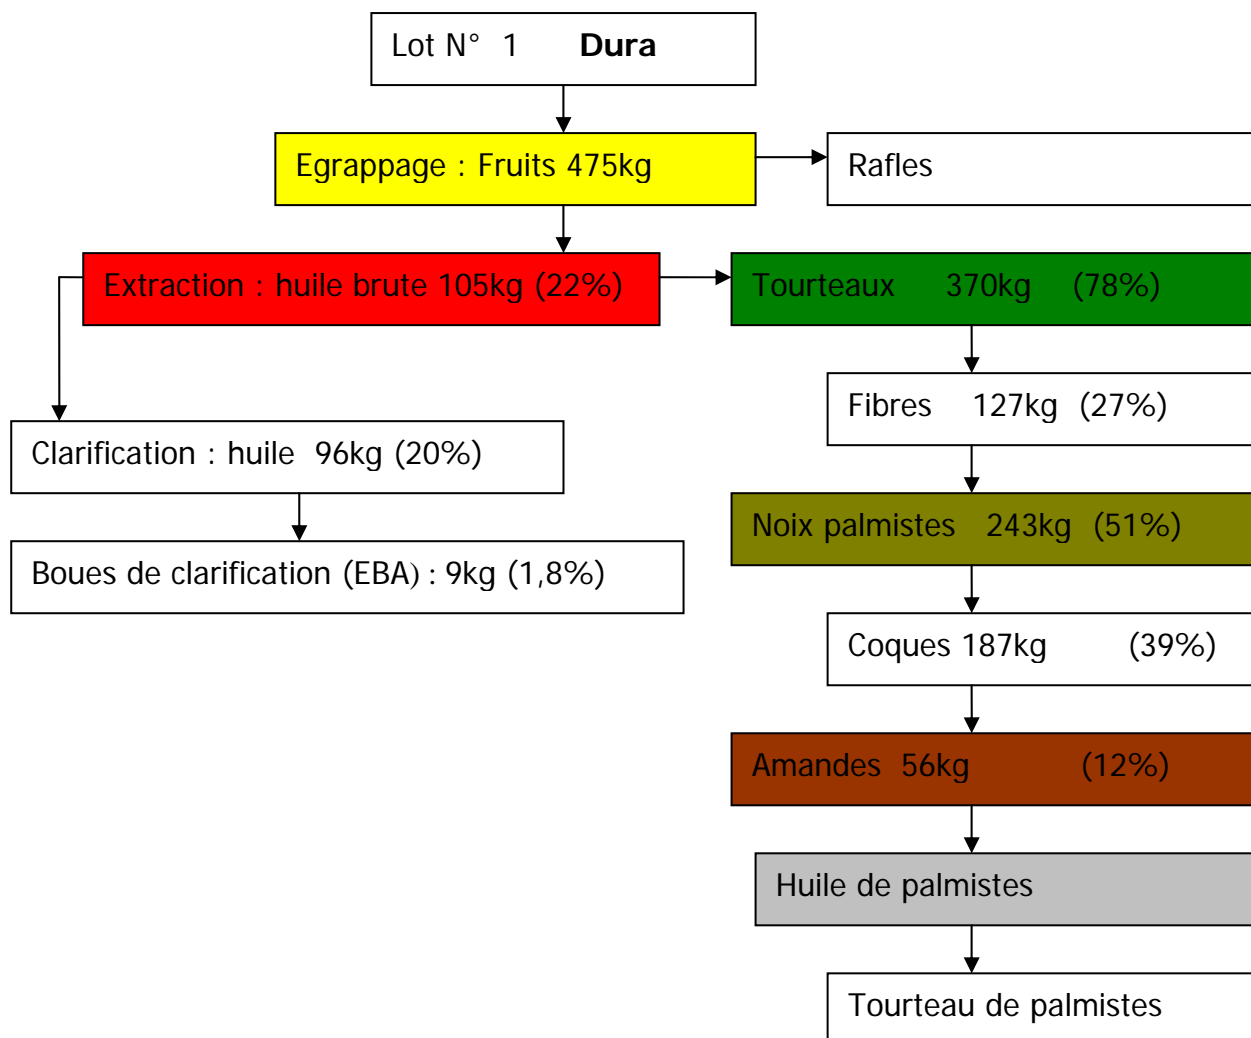 Lot N° 1 Dura
Egrappage : Fruits 475kg
Rafles
Extraction : huile brute 105kg (22%)
Tourteaux 370kg (78%)
Fibres 127kg (27%)
Clarification : huile 96kg (20%)
Noix palmistes 243kg (51%)
Boues de clarification (EBA) : 9kg (1,8%)
Coques 187kg (39%)
Amandes 56kg (12%)
Huile de palmistes
Tourteau de palmistes